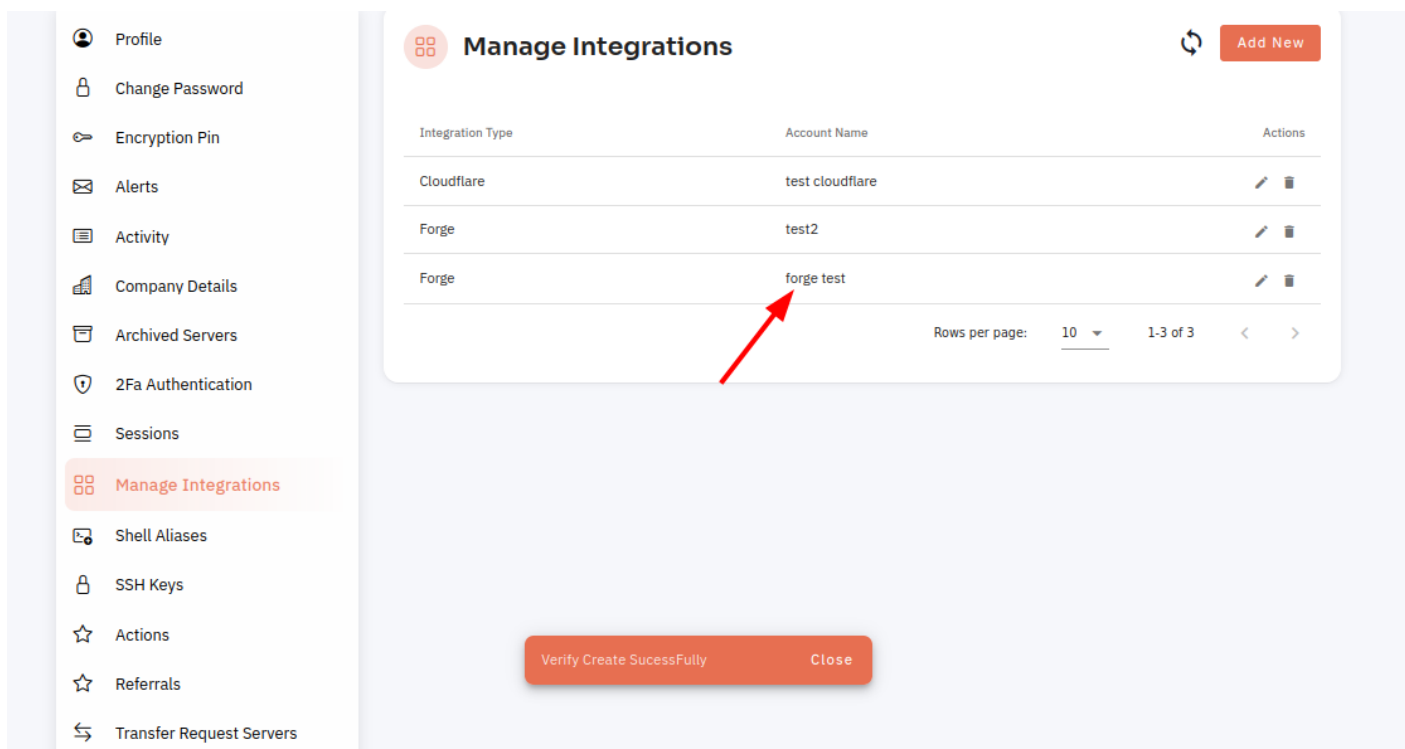 Profile
Change Password
Encryption Pin
Alerts
Activity
Company Details
Archived Servers
2Fa Authentication
Sessions
Manage Integrations
Shell Aliases
SSH Keys
Actions
Referrals
Transfer Request Servers
Manage Integrations
Add New
Integration Type Account Name Actions
Cloudflare test cloudflare
Forge test2
Forge forge test
Rows per page: 10 1-3 of 3
Verify Create SucessFully Close